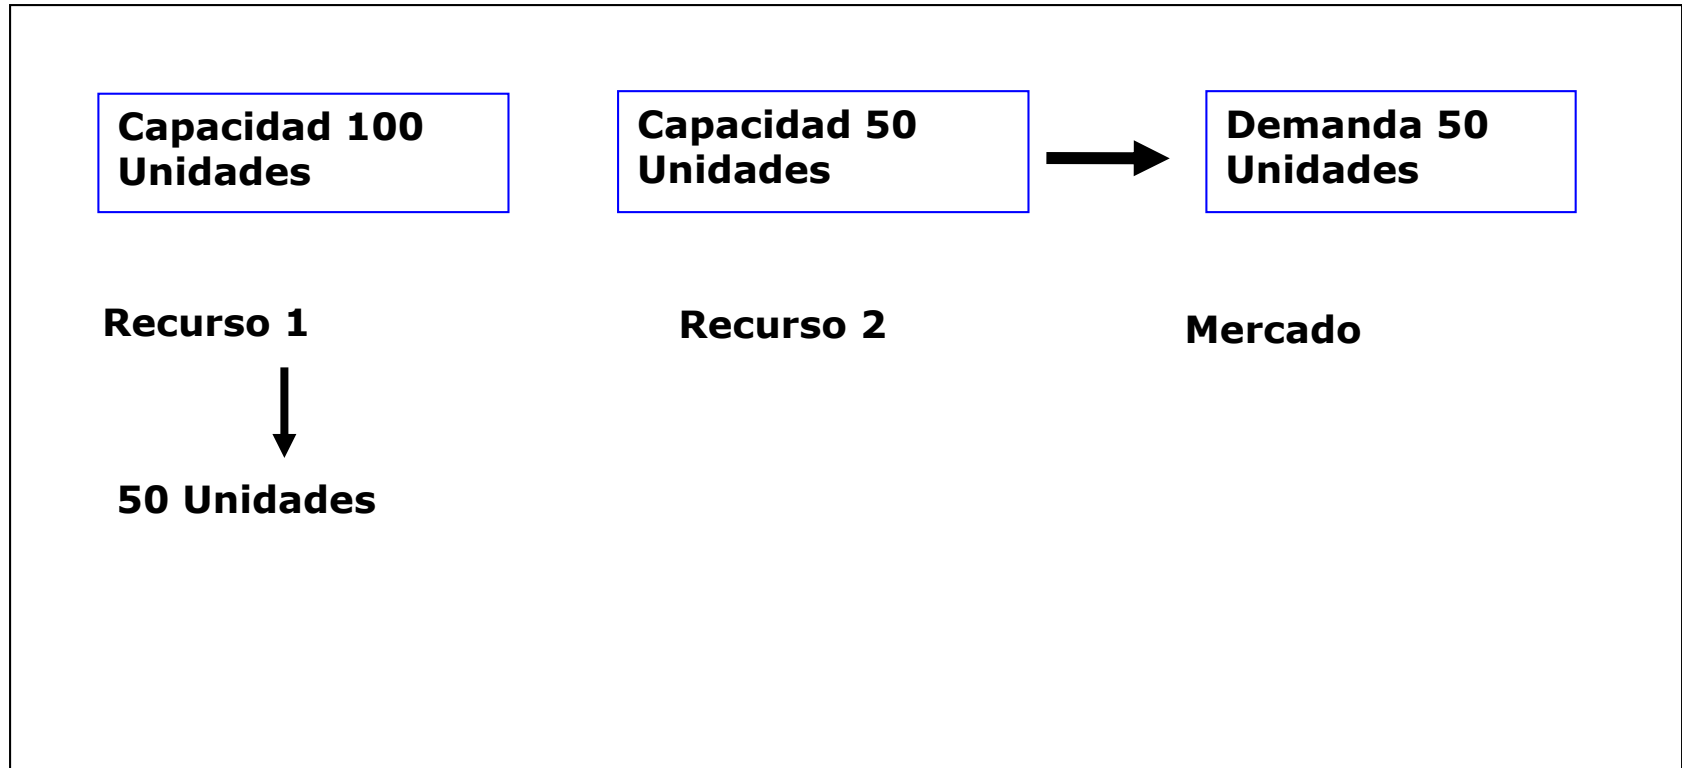 Capacidad 100
Unidades
Capacidad 50
Unidades
Demanda 50
Unidades
Recurso 1
Recurso 2
Mercado
50 Unidades